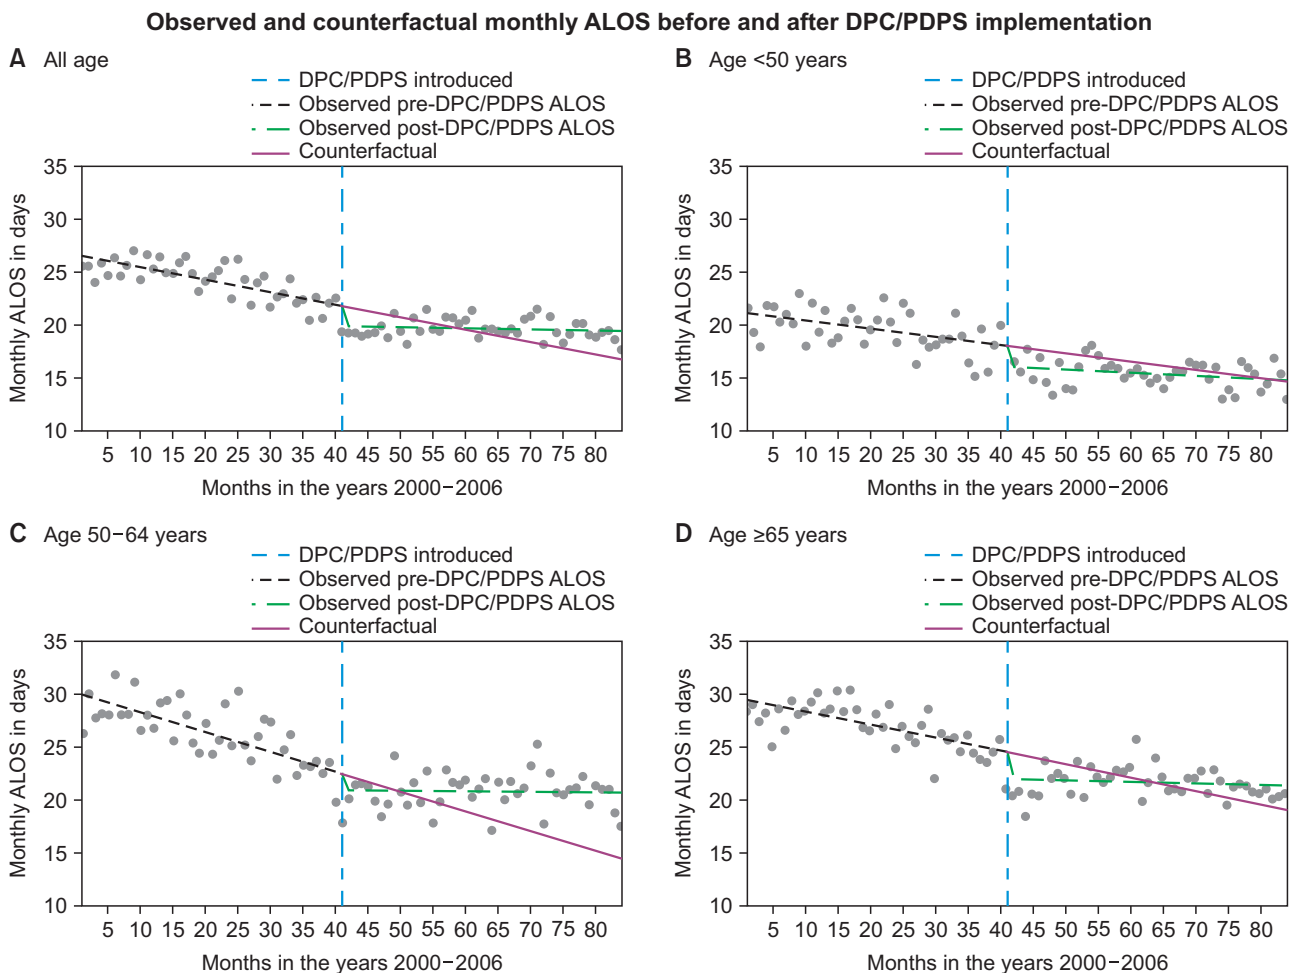 Observed and counterfactual monthly ALOS before and after DPC/PDPS implementation
A All age
DPC/PDPS introduced
Observed pre-DPC/PDPS ALOS
Observed post-DPC/PDPS ALOS
Counterfactual
35
30
25
20
15
10
Monthly ALOS in days
5 10 15 20 25 30 35 40 45 50 55 60 65 70 75 80
Months in the years 2000−2006
B Age <50 years
DPC/PDPS introduced
Observed pre-DPC/PDPS ALOS
Observed post-DPC/PDPS ALOS
Counterfactual
35
30
25
20
15
10
Monthly ALOS in days
5 10 15 20 25 30 35 40 45 50 55 60 65 70 75 80
Months in the years 2000−2006
C Age 50−64 years
DPC/PDPS introduced
Observed pre-DPC/PDPS ALOS
Observed post-DPC/PDPS ALOS
Counterfactual
35
30
25
20
15
10
Monthly ALOS in days
5 10 15 20 25 30 35 40 45 50 55 60 65 70 75 80
Months in the years 2000−2006
D Age ≥65 years
DPC/PDPS introduced
Observed pre-DPC/PDPS ALOS
Observed post-DPC/PDPS ALOS
Counterfactual
35
30
25
20
15
10
Monthly ALOS in days
5 10 15 20 25 30 35 40 45 50 55 60 65 70 75 80
Months in the years 2000−2006